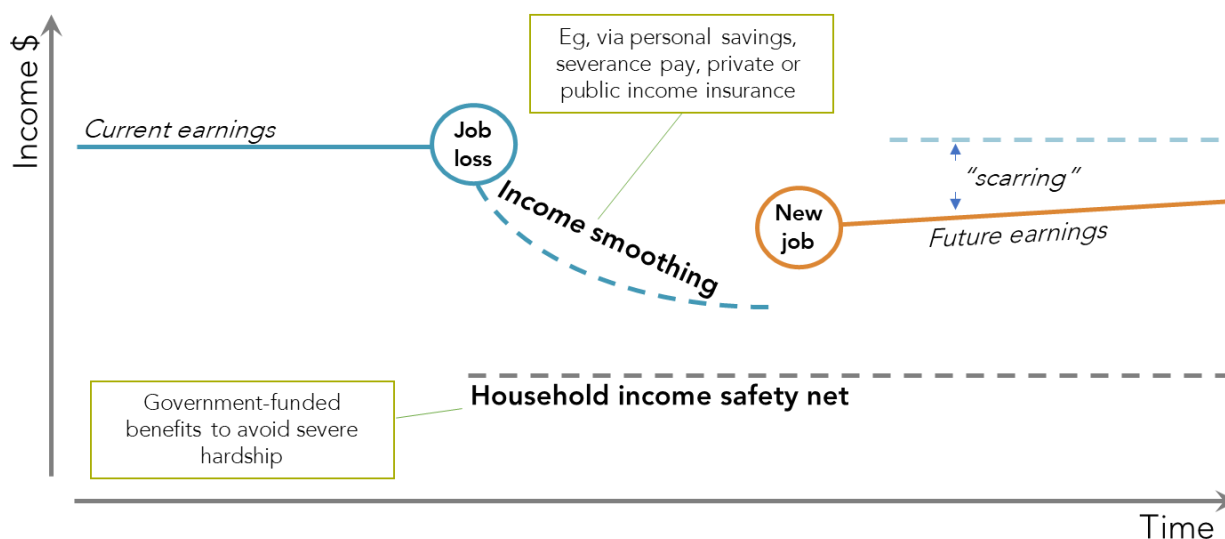 Income $
Eg, via personal savings,
severance pay, private or
public income insurance
Current earnings
Job
loss
Income smoothing
"scarring"
New
job
Future earnings
Household income safety net
Government-funded
benefits to avoid severe
hardship
Time